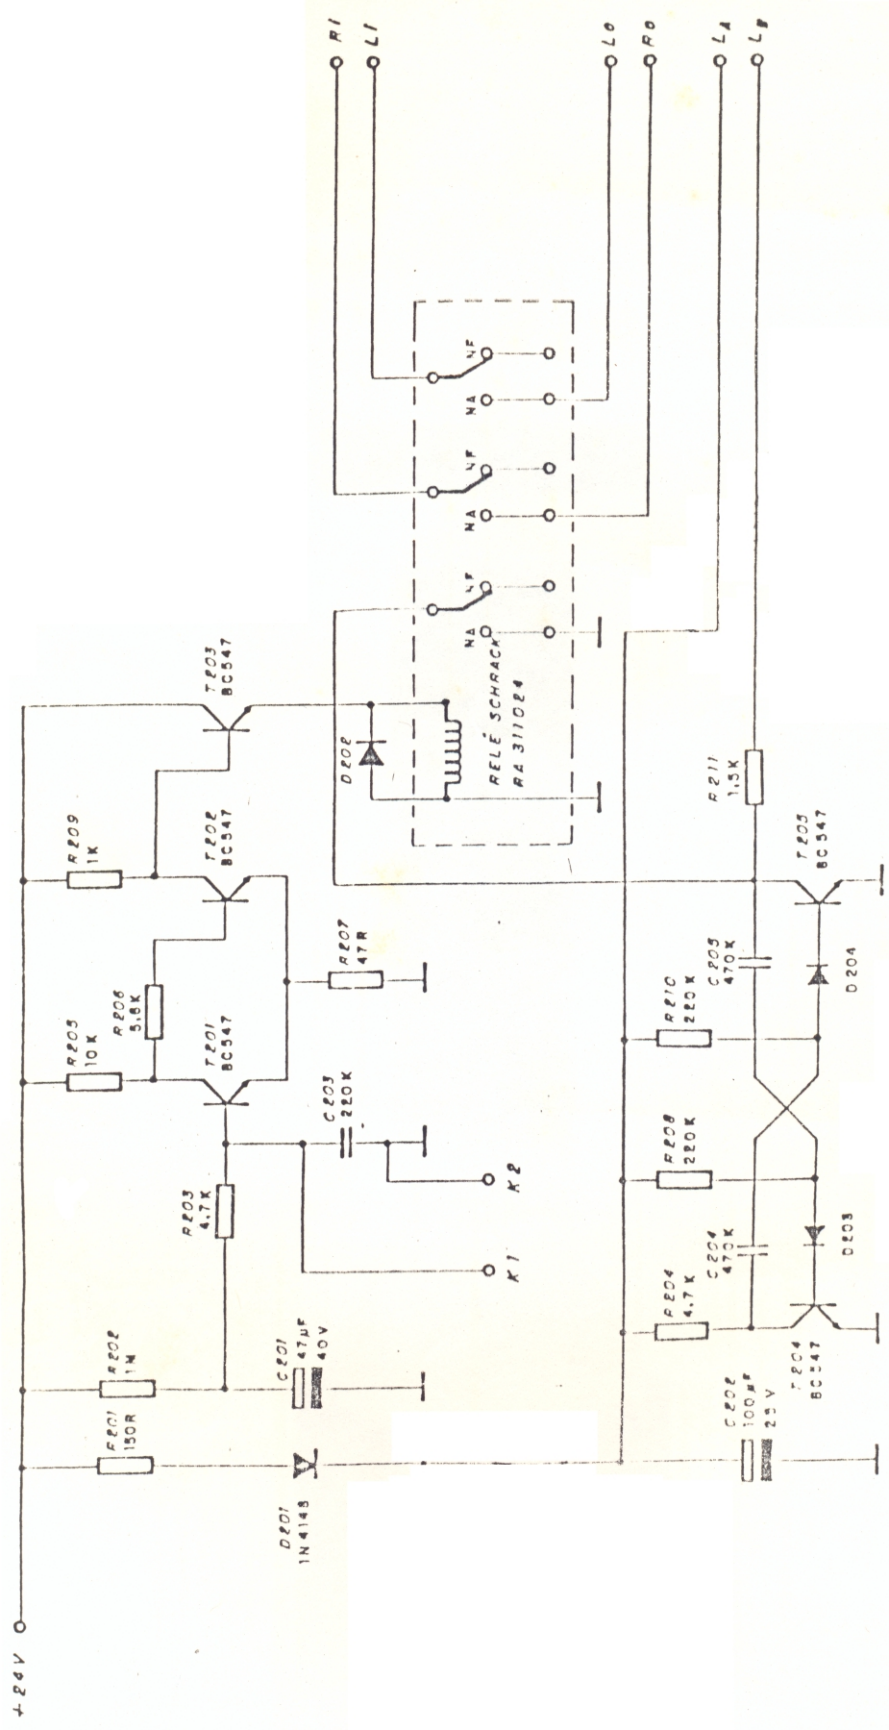 +24V
R201
150R
D201
1N4148
R202
1M
C201
47µF
40V
R203
4.7K
K1
K2
C203
220K
R205
10K
T201
BC547
R206
5.6K
R207
47R
R209
1K
T202
BC547
T203
BC547
D202
RELÉ SCHRACK
RA 311024
NA
NF
NA
NF
NA
NF
RI
LI
LO
RO
LA
LB
C202
100µF
25V
R204
4.7K
T204
BC547
C204
470K
D203
R208
220K
R210
220K
C205
470K
D204
T205
BC547
R211
1.5K